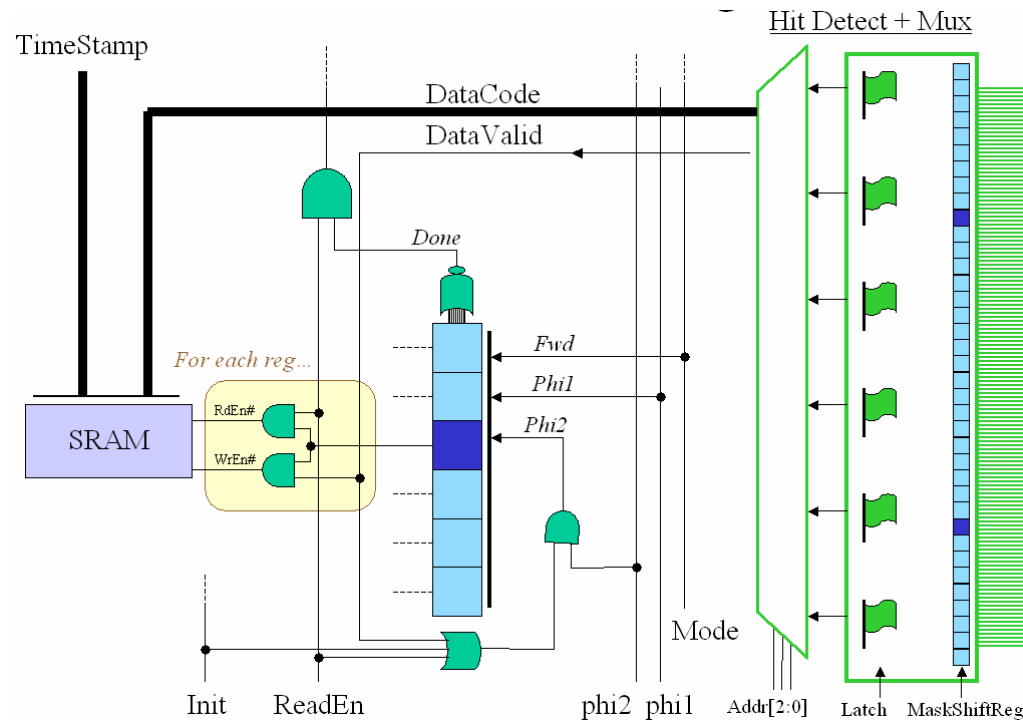 Hit Detect + Mux
TimeStamp
DataCode
DataValid
Done
For each reg...
Fwd
Phi1
Phi2
RdEn#
WrEn#
SRAM
Mode
Init
ReadEn
phi2
phi1
Addr[2:0]
Latch
MaskShiftReg